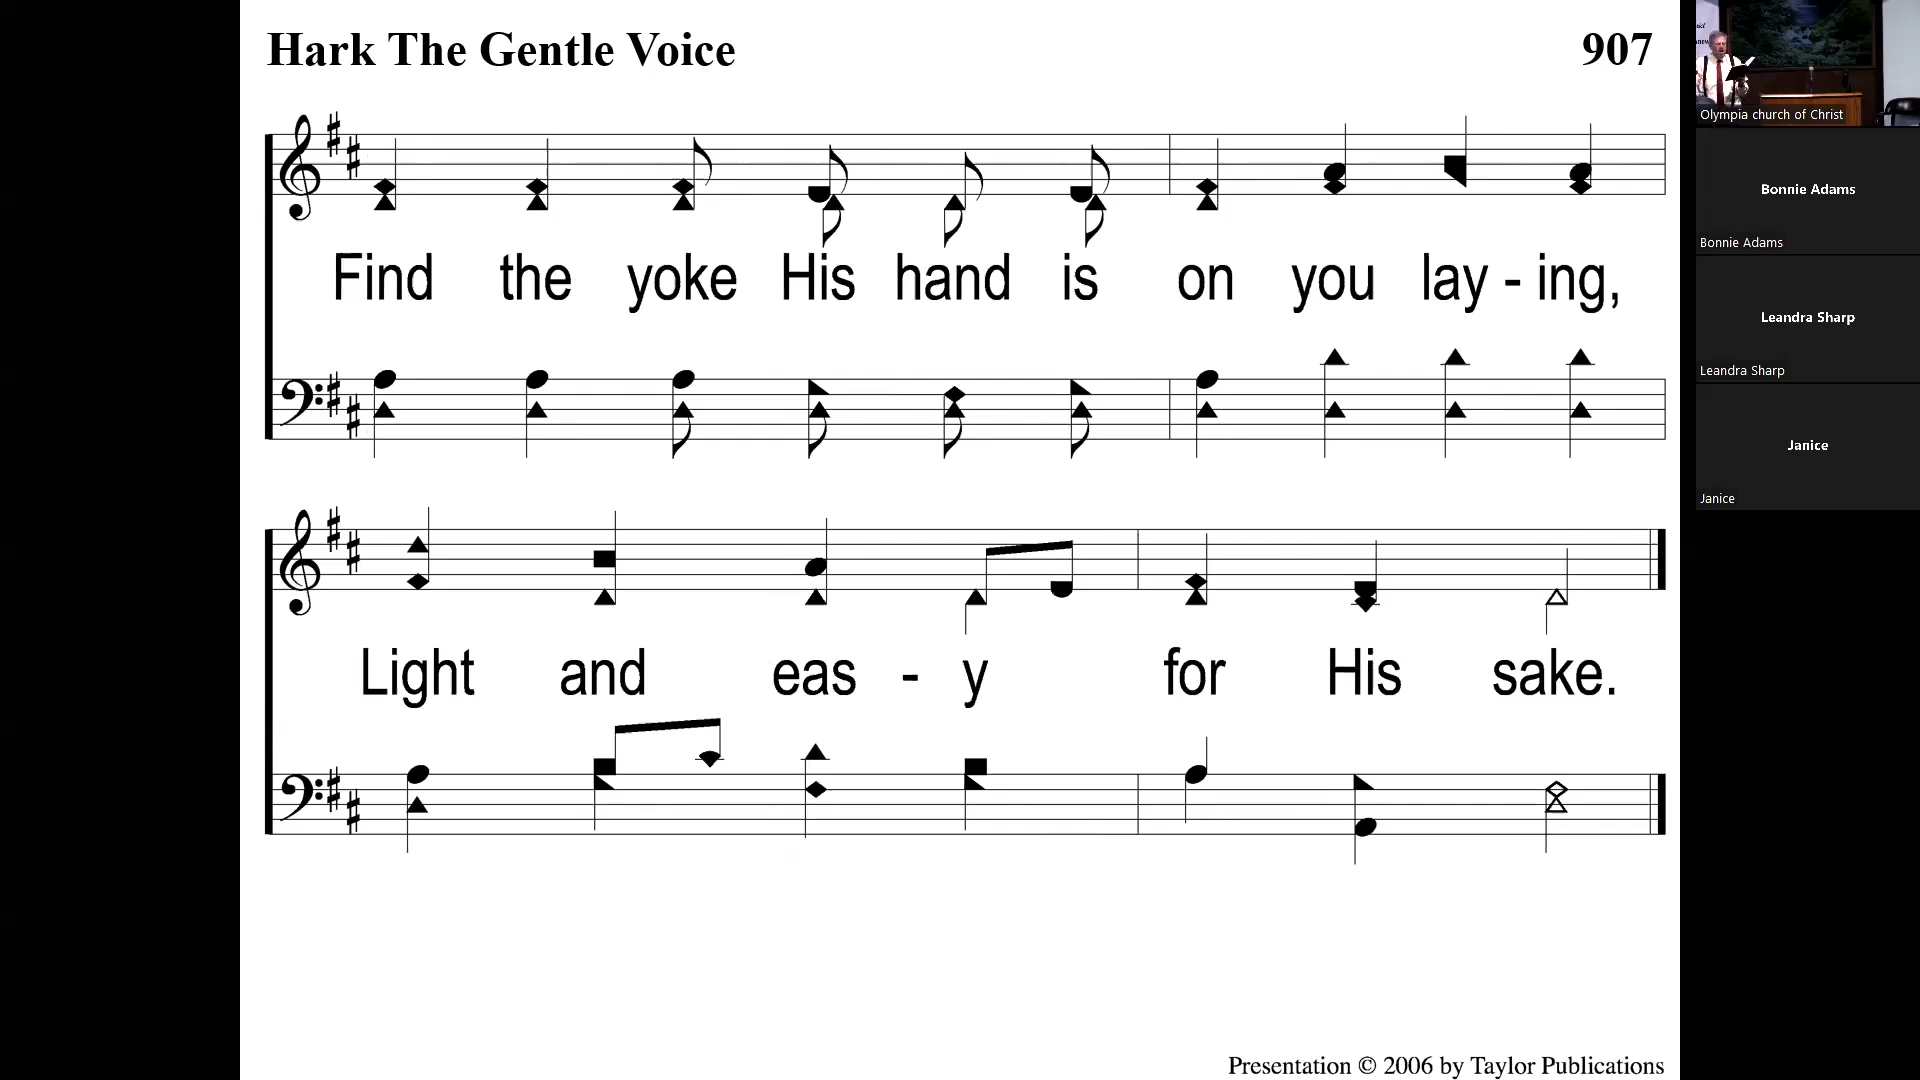 Hark The Gentle Voice
907
Find the yoke His hand is on you lay - ing,
Light and eas - y for His sake.
Presentation © 2006 by Taylor Publications
Olympia church of Christ
Bonnie Adams
Bonnie Adams
Leandra Sharp
Leandra Sharp
Janice
Janice